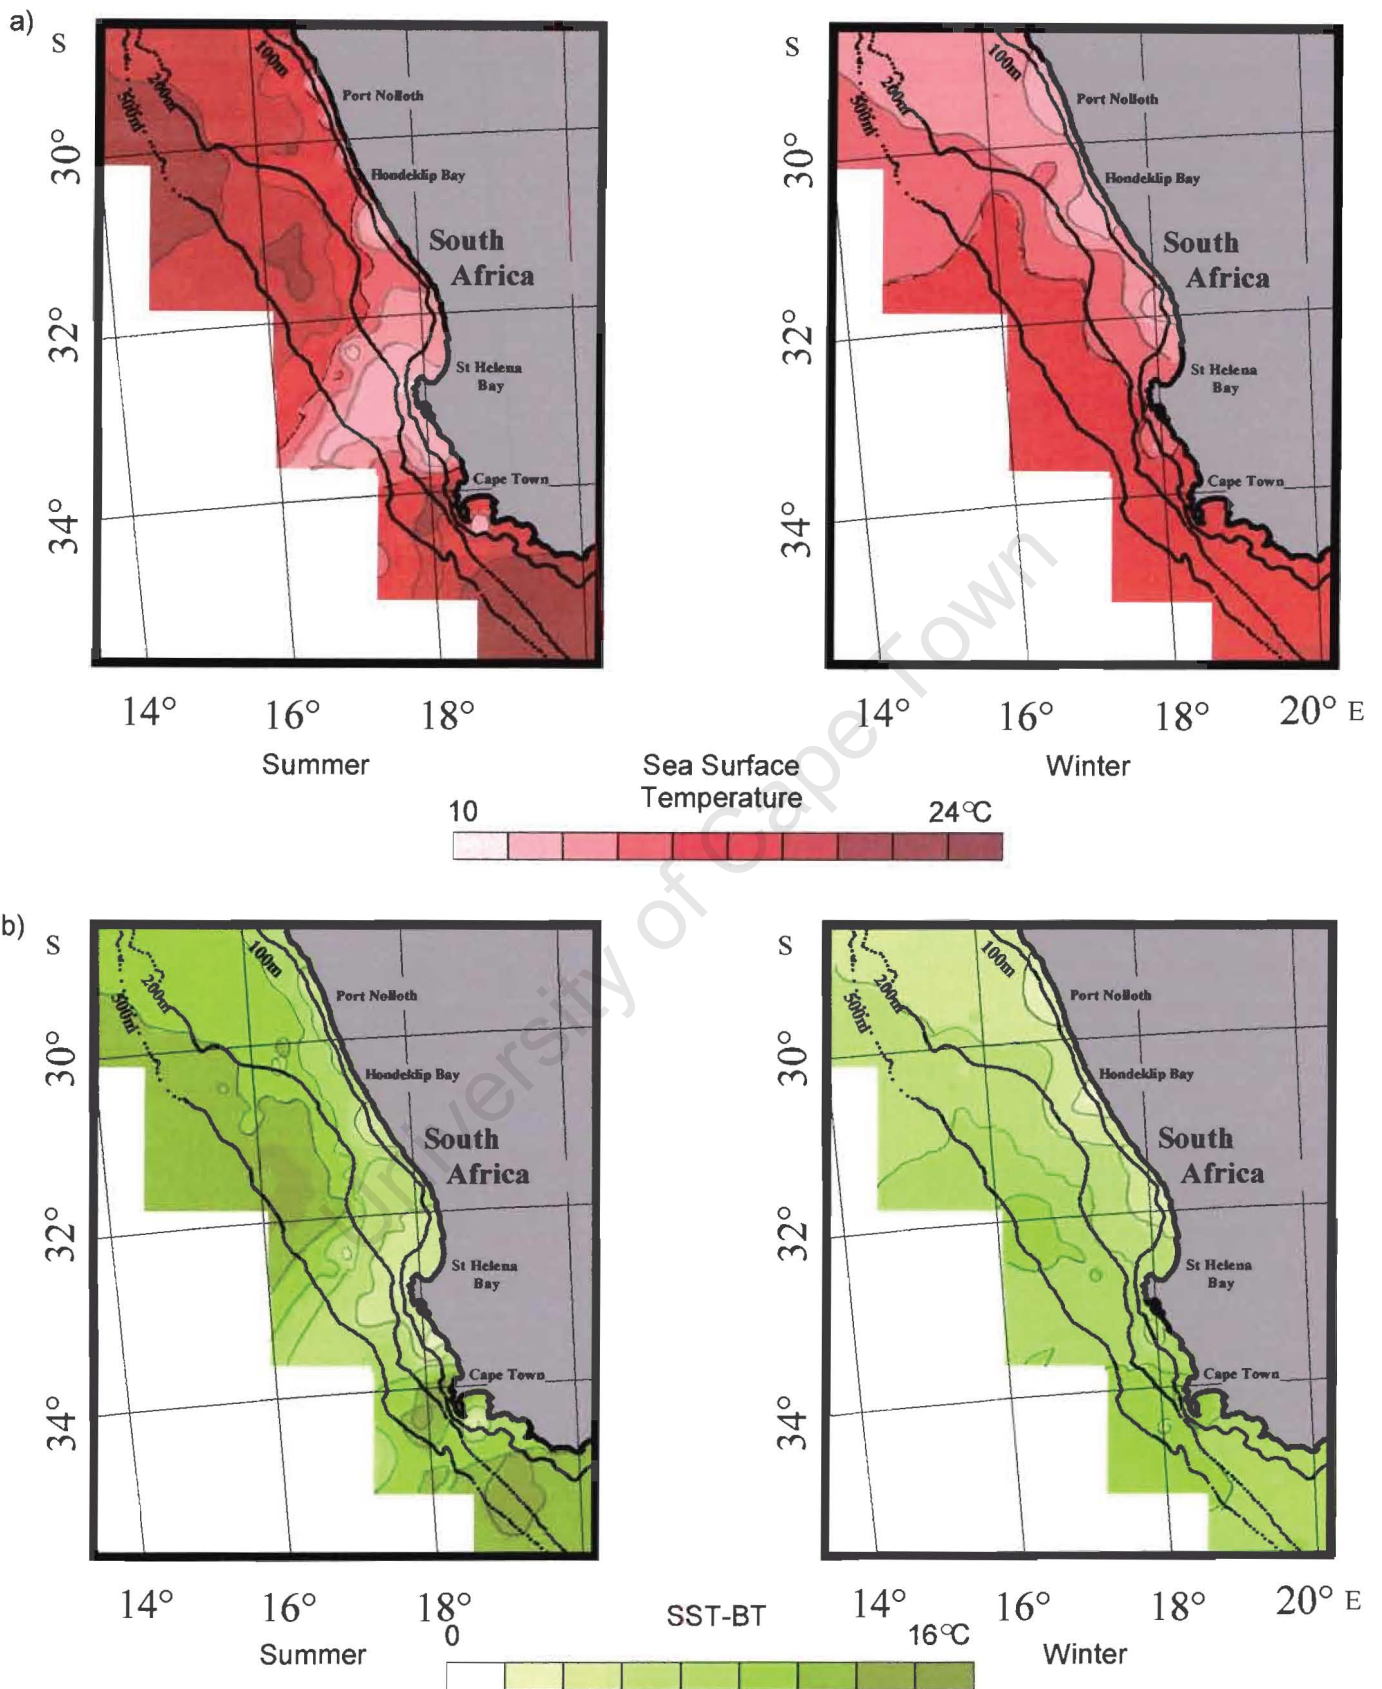 a)
S
100m
200m
500m
Port Nolloth
30°
Hondeklip Bay
South
Africa
32°
St Helena
Bay
Cape Town
34°
14° 16° 18°
Summer
S
100m
200m
500m
Port Nolloth
30°
Hondeklip Bay
South
Africa
32°
St Helena
Bay
Cape Town
34°
14° 16° 18° 20° E
Winter
Sea Surface
Temperature
10 24°C
b)
S
100m
200m
500m
Port Nolloth
30°
Hondeklip Bay
South
Africa
32°
St Helena
Bay
Cape Town
34°
14° 16° 18°
Summer
S
100m
200m
500m
Port Nolloth
30°
Hondeklip Bay
South
Africa
32°
St Helena
Bay
Cape Town
34°
14° 16° 18° 20° E
Winter
SST-BT
0 16°C
University of Cape Town